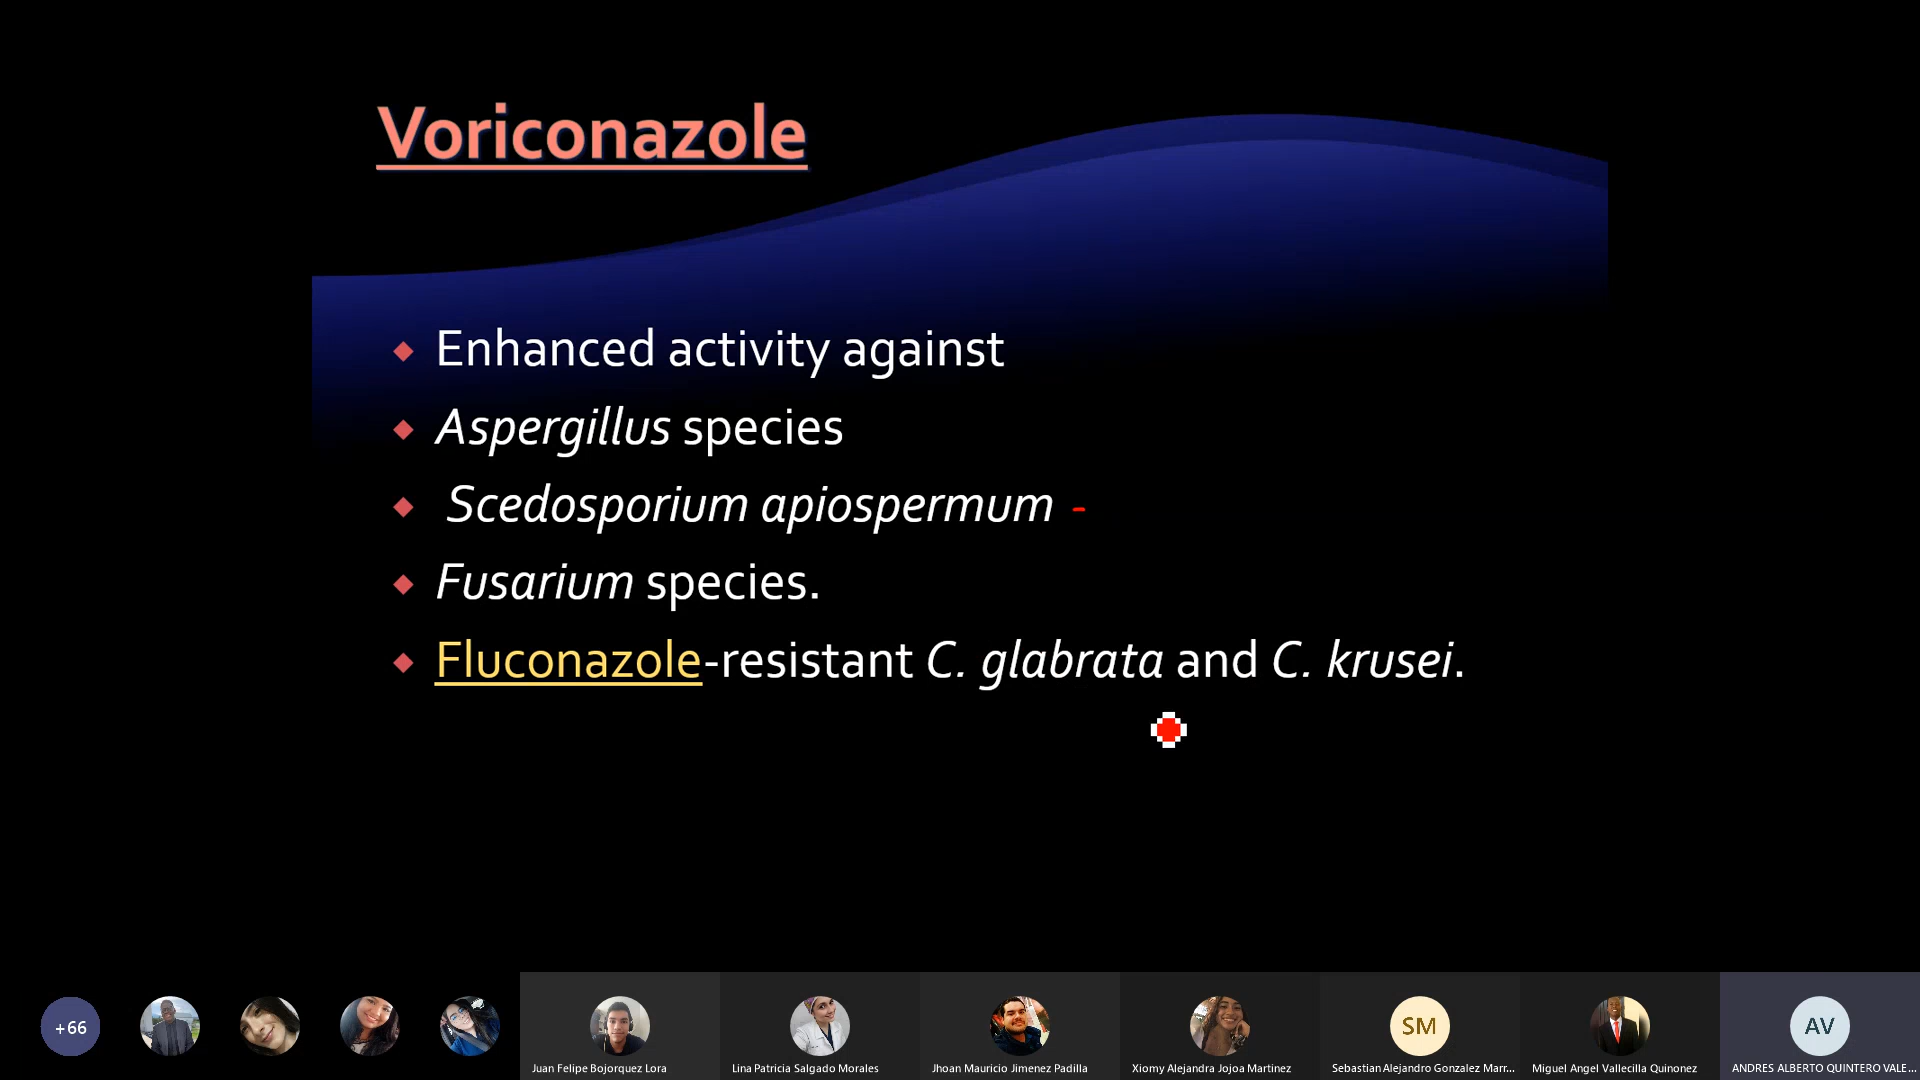 Voriconazole
Enhanced activity against
Aspergillus species
Scedosporium apiospermum -
Fusarium species.
Fluconazole-resistant C. glabrata and C. krusei.
+66
SM
AV
Juan Felipe Bojorquez Lora
Lina Patricia Salgado Morales
Jhoan Mauricio Jimenez Padilla
Xiomy Alejandra Jojoa Martinez
Sebastian Alejandro Gonzalez Marr...
Miguel Angel Vallecilla Quinonez
ANDRES ALBERTO QUINTERO VALE...